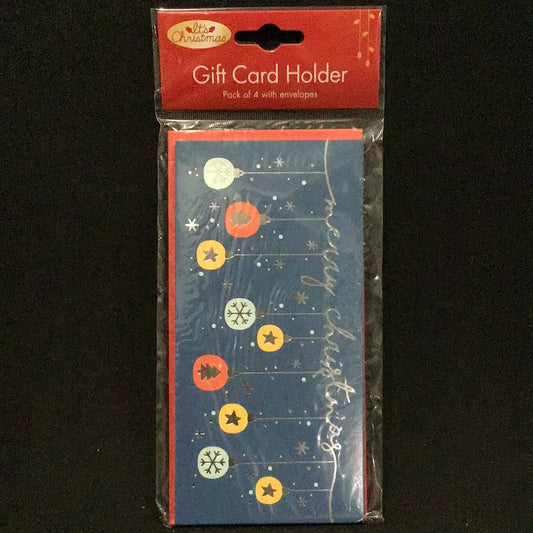 It's
Christmas
Gift Card Holder
Pack of 4 with envelopes
merry christmas